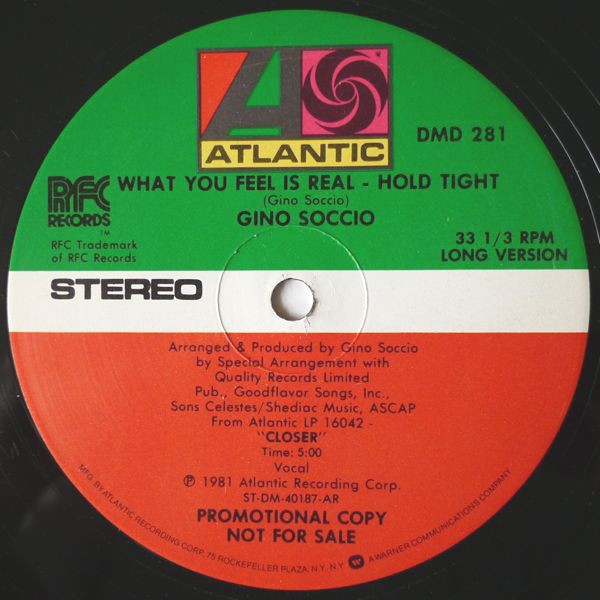 ATLANTIC
DMD 281
RFC
RECORDS
TM
RFC Trademark
of RFC Records
WHAT YOU FEEL IS REAL - HOLD TIGHT
(Gino Soccio)
GINO SOCCIO
33 1/3 RPM
LONG VERSION
STEREO
Arranged & Produced by Gino Soccio
by Special Arrangement with
Quality Records Limited
Pub., Goodflavor Songs, Inc.,
Sons Celestes/Shediac Music, ASCAP
From Atlantic LP 16042 -
"CLOSER"
Time: 5:00
Vocal
℗ 1981 Atlantic Recording Corp.
ST-DM-40187-AR
PROMOTIONAL COPY
NOT FOR SALE
MFG. BY ATLANTIC RECORDING CORP. 75 ROCKEFELLER PLAZA, N.Y. N.Y. A WARNER COMMUNICATIONS COMPANY